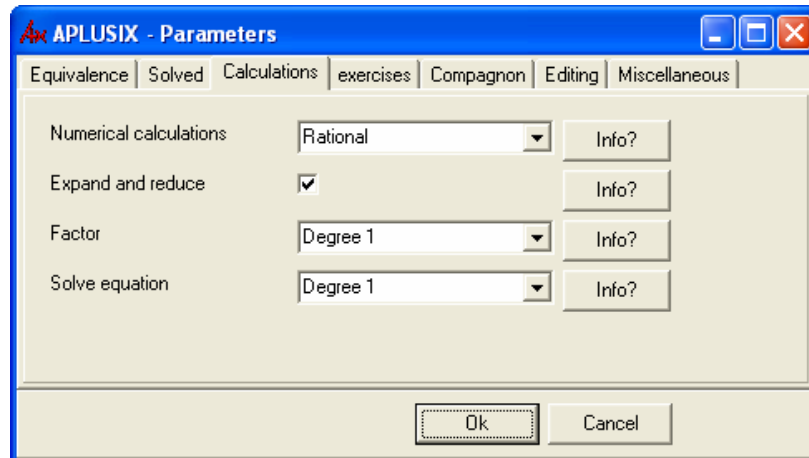 APLUSIX - Parameters
Equivalence Solved Calculations exercises Compagnon Editing Miscellaneous
Numerical calculations Rational Info?
Expand and reduce Info?
Factor Degree 1 Info?
Solve equation Degree 1 Info?
Ok Cancel